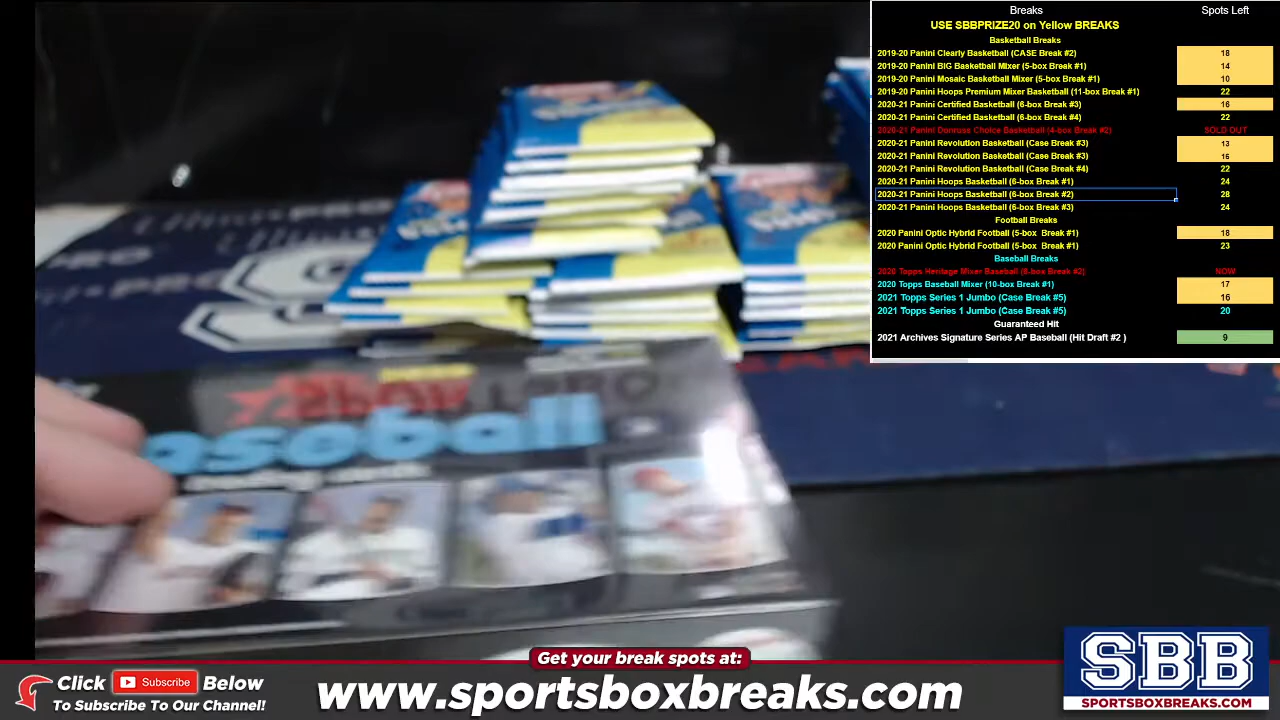 Breaks Spots Left
USE SBBPRIZE20 on Yellow BREAKS
Basketball Breaks
2019-20 Panini Clearly Basketball (CASE Break #2) 18
2019-20 Panini BIG Basketball Mixer (5-box Break #1) 14
2019-20 Panini Mosaic Basketball Mixer (5-box Break #1) 10
2019-20 Panini Hoops Premium Mixer Basketball (11-box Break #1) 22
2020-21 Panini Certified Basketball (6-box Break #3) 16
2020-21 Panini Certified Basketball (6-box Break #4) 22
2020-21 Panini Donruss Choice Basketball (4-box Break #2) SOLD OUT
2020-21 Panini Revolution Basketball (Case Break #3) 13
2020-21 Panini Revolution Basketball (Case Break #3) 16
2020-21 Panini Revolution Basketball (Case Break #4) 22
2020-21 Panini Hoops Basketball (6-box Break #1) 24
2020-21 Panini Hoops Basketball (6-box Break #2) 28
2020-21 Panini Hoops Basketball (6-box Break #3) 24
Football Breaks
2020 Panini Optic Hybrid Football (5-box Break #1) 18
2020 Panini Optic Hybrid Football (5-box Break #1) 23
Baseball Breaks
2020 Topps Heritage Mixer Baseball (8-box Break #2) NOW
2020 Topps Baseball Mixer (10-box Break #1) 17
2021 Topps Series 1 Jumbo (Case Break #5) 16
2021 Topps Series 1 Jumbo (Case Break #5) 20
Guaranteed Hit
2021 Archives Signature Series AP Baseball (Hit Draft #2 ) 9
aseball
Get your break spots at:
Click Subscribe Below
To Subscribe To Our Channel!
www.sportsboxbreaks.com
SBB
SPORTSBOXBREAKS.COM